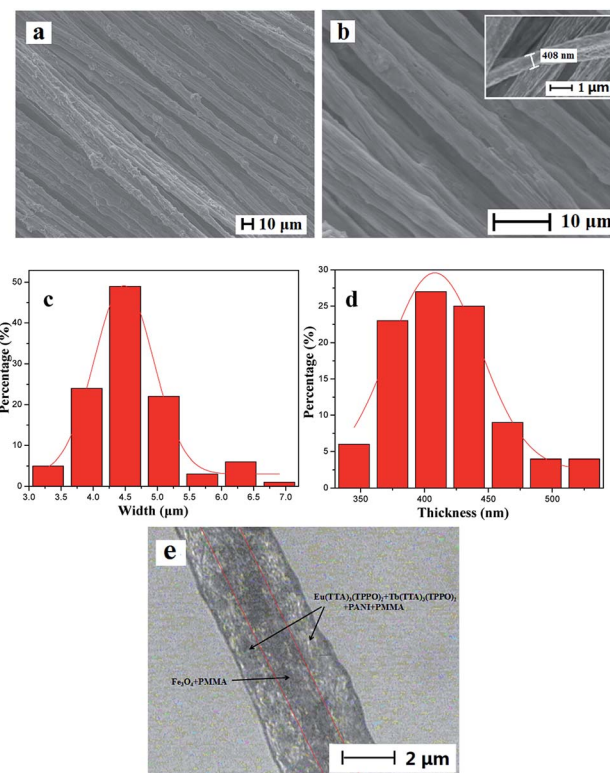 a
10 μm
b
408 nm
1 μm
10 μm
c
Percentage (%)
50
40
30
20
10
0
3.0 3.5 4.0 4.5 5.0 5.5 6.0 6.5 7.0
Width (μm)
d
Percentage (%)
30
25
20
15
10
5
0
350 400 450 500
Thickness (nm)
e
Eu(TTA)₃(TPPO)₂+Tb(TTA)₃(TPPO)₂
+PANI+PMMA
Fe₃O₄+PMMA
2 μm